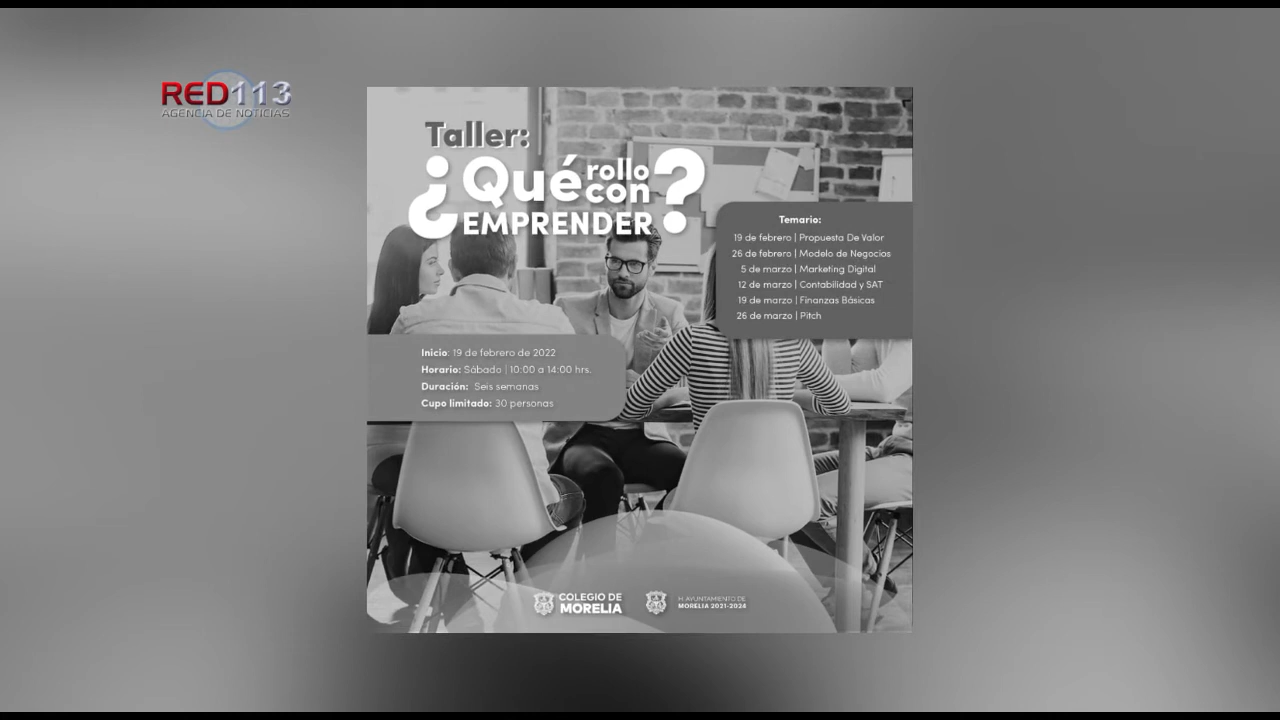 RED113
AGENCIA DE NOTICIAS
Taller:
¿Qué rollo con
EMPRENDER?
Temario:
19 de febrero | Propuesta De Valor
26 de febrero | Modelo de Negocios
5 de marzo | Marketing Digital
12 de marzo | Contabilidad y SAT
19 de marzo | Finanzas Básicas
26 de marzo | Pitch
Inicio: 19 de febrero de 2022
Horario: Sábado | 10:00 a 14:00 hrs.
Duración: Seis semanas
Cupo limitado: 30 personas
COLEGIO DE
MORELIA
H. AYUNTAMIENTO DE
MORELIA 2021-2024